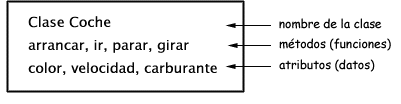 Clase Coche nombre de la clase
arrancar, ir, parar, girar métodos (funciones)
color, velocidad, carburante atributos (datos)